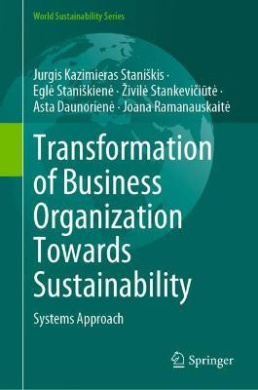 World Sustainability Series
Jurgis Kazimieras Staniškis ·
Eglė Staniškienė · Živilė Stankevičiūtė ·
Asta Daunorienė · Joana Ramanauskaitė
Transformation
of Business
Organization
Towards
Sustainability
Systems Approach
Springer